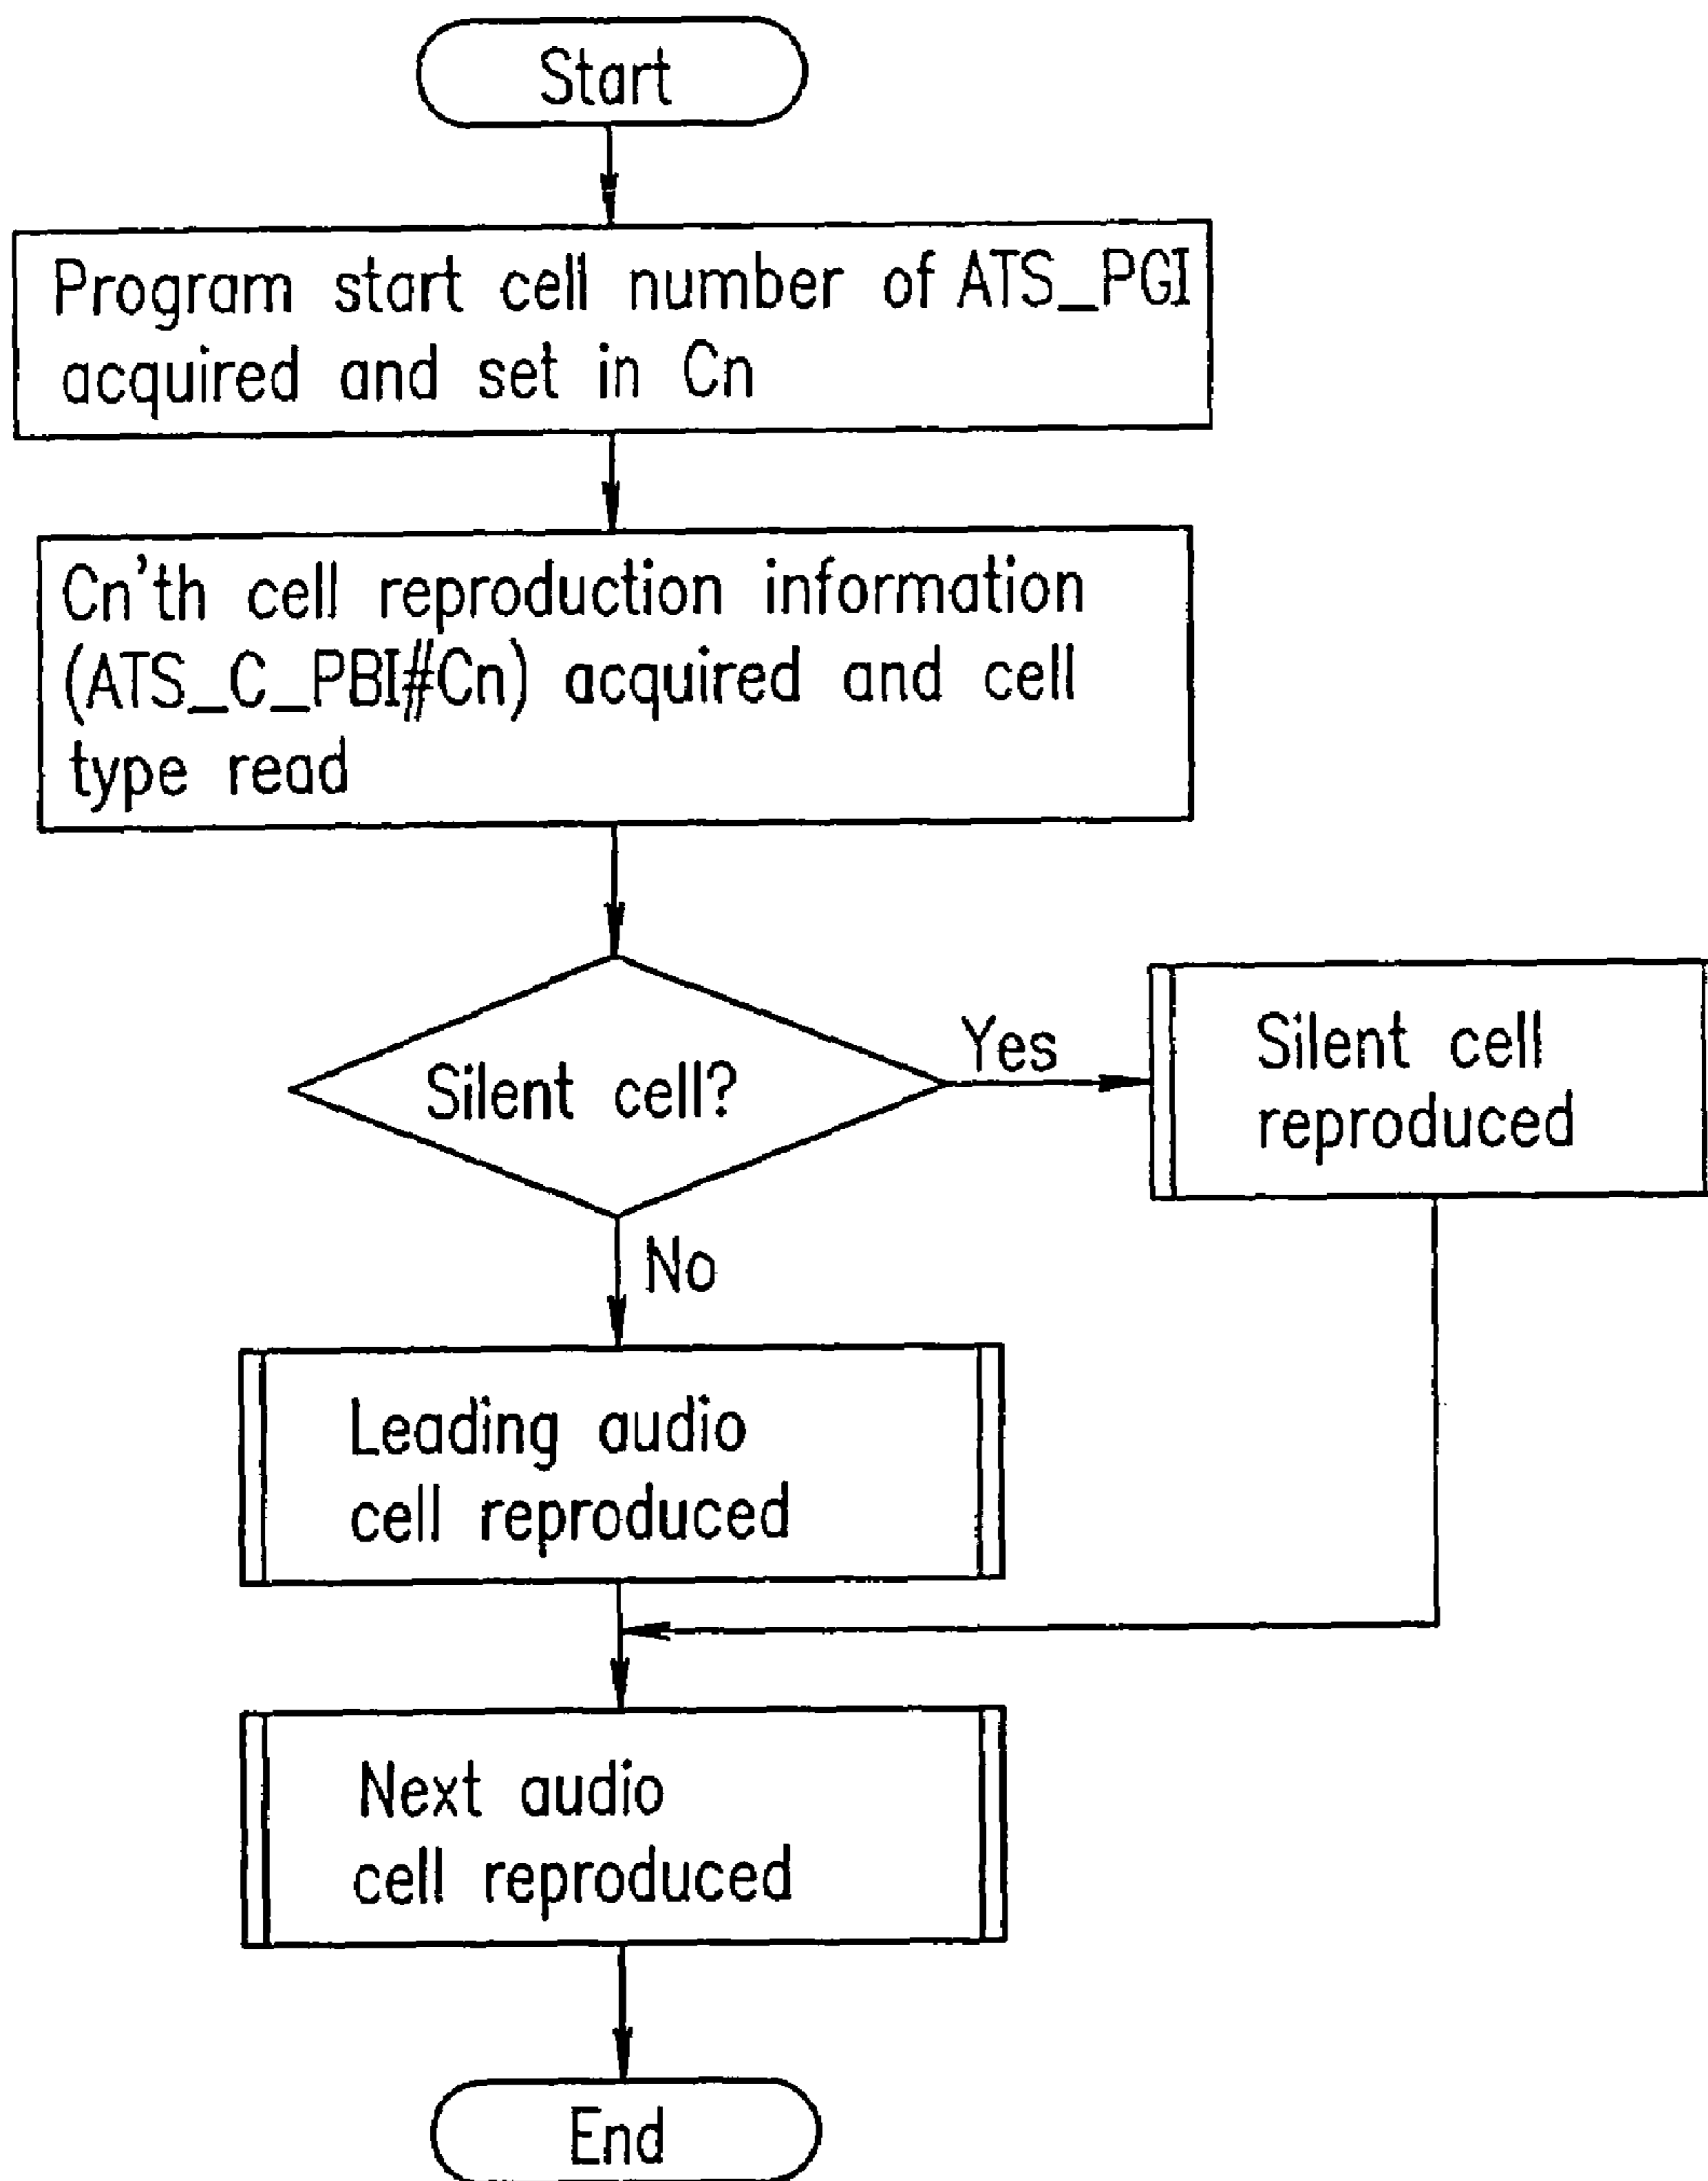 Start
Program start cell number of ATS_PGI
acquired and set in Cn
Cn'th cell reproduction information
(ATS_C_PBI#Cn) acquired and cell
type read
Silent cell?
Yes
Silent cell
reproduced
No
Leading audio
cell reproduced
Next audio
cell reproduced
End